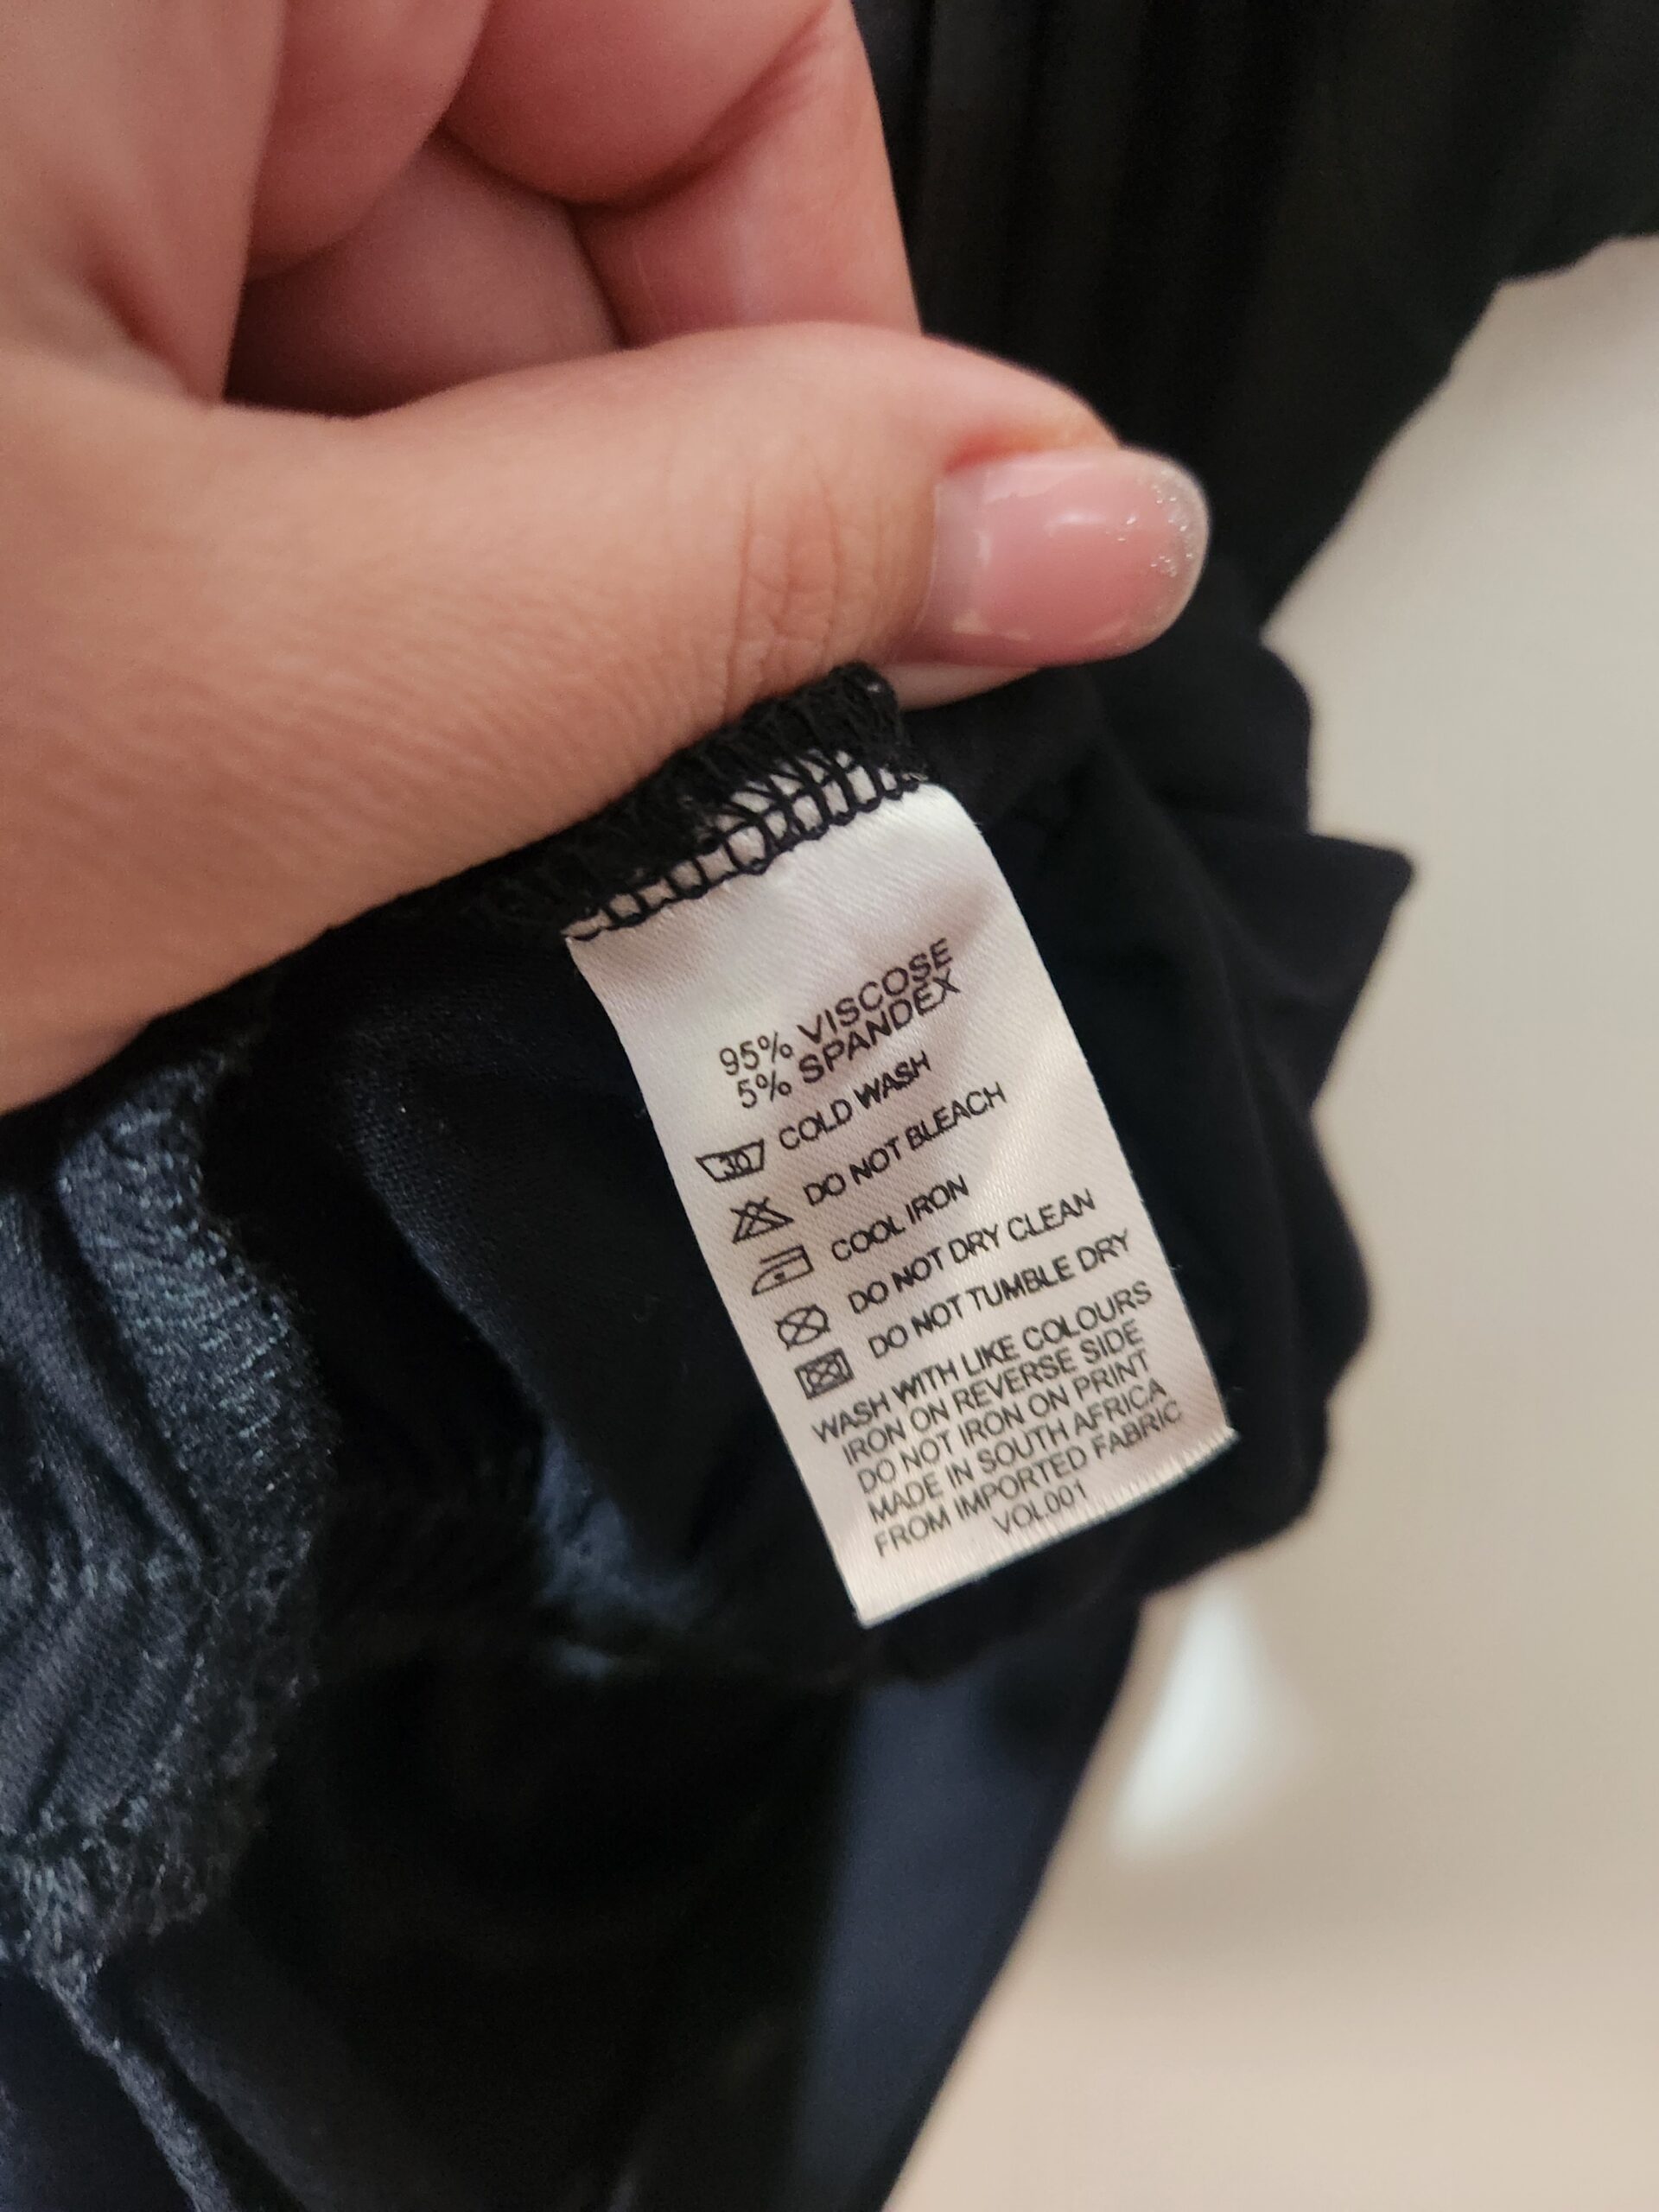 95% VISCOSE
5% SPANDEX
30 COLD WASH
DO NOT BLEACH
COOL IRON
DO NOT DRY CLEAN
DO NOT TUMBLE DRY
WASH WITH LIKE COLOURS
IRON ON REVERSE SIDE
DO NOT IRON ON PRINT
MADE IN SOUTH AFRICA
FROM IMPORTED FABRIC
VOL001